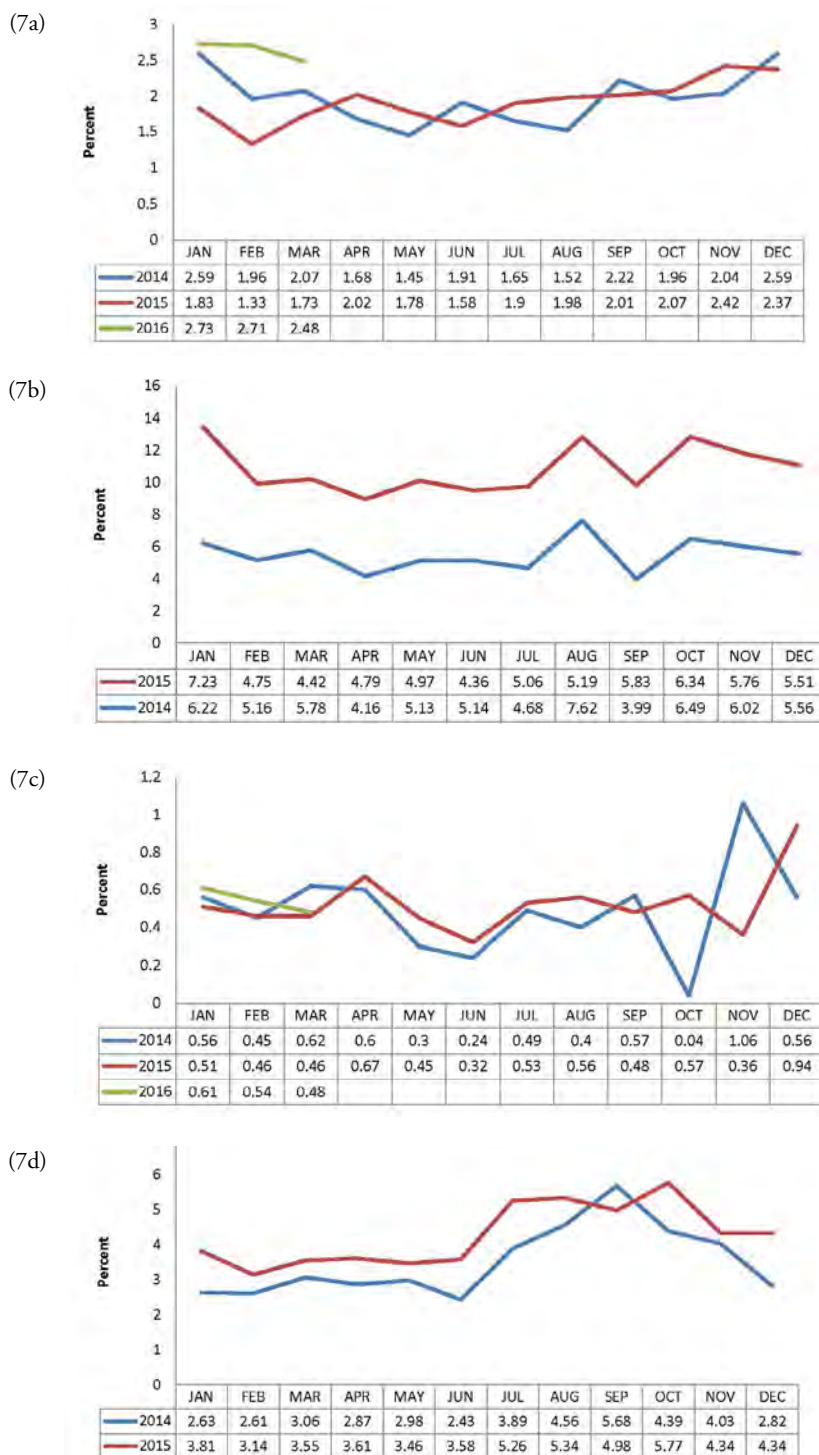 (7a)
3
2.5
2
1.5
1
0.5
0
Percent
JAN FEB MAR APR MAY JUN JUL AUG SEP OCT NOV DEC
2014 2.59 1.96 2.07 1.68 1.45 1.91 1.65 1.52 2.22 1.96 2.04 2.59
2015 1.83 1.33 1.73 2.02 1.78 1.58 1.9 1.98 2.01 2.07 2.42 2.37
2016 2.73 2.71 2.48
(7b)
16
14
12
10
8
6
4
2
0
Percent
JAN FEB MAR APR MAY JUN JUL AUG SEP OCT NOV DEC
2015 7.23 4.75 4.42 4.79 4.97 4.36 5.06 5.19 5.83 6.34 5.76 5.51
2014 6.22 5.16 5.78 4.16 5.13 5.14 4.68 7.62 3.99 6.49 6.02 5.56
(7c)
1.2
1
0.8
0.6
0.4
0.2
0
Percent
JAN FEB MAR APR MAY JUN JUL AUG SEP OCT NOV DEC
2014 0.56 0.45 0.62 0.6 0.3 0.24 0.49 0.4 0.57 0.04 1.06 0.56
2015 0.51 0.46 0.46 0.67 0.45 0.32 0.53 0.56 0.48 0.57 0.36 0.94
2016 0.61 0.54 0.48
(7d)
6
5
4
3
2
1
0
Percent
JAN FEB MAR APR MAY JUN JUL AUG SEP OCT NOV DEC
2014 2.63 2.61 3.06 2.87 2.98 2.43 3.89 4.56 5.68 4.39 4.03 2.82
2015 3.81 3.14 3.55 3.61 3.46 3.58 5.26 5.34 4.98 5.77 4.34 4.34